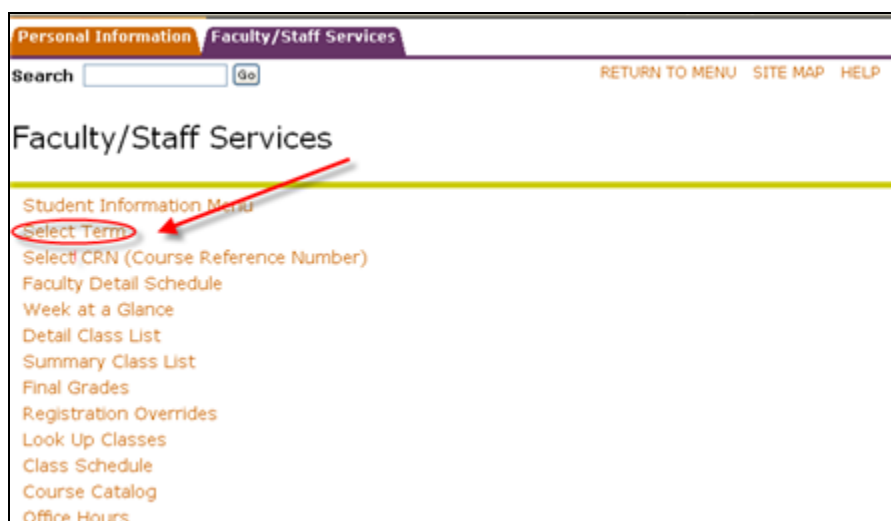 Personal Information Faculty/Staff Services
Search Go RETURN TO MENU SITE MAP HELP
Faculty/Staff Services
Student Information Menu
Select Term
Select CRN (Course Reference Number)
Faculty Detail Schedule
Week at a Glance
Detail Class List
Summary Class List
Final Grades
Registration Overrides
Look Up Classes
Class Schedule
Course Catalog
Office Hours